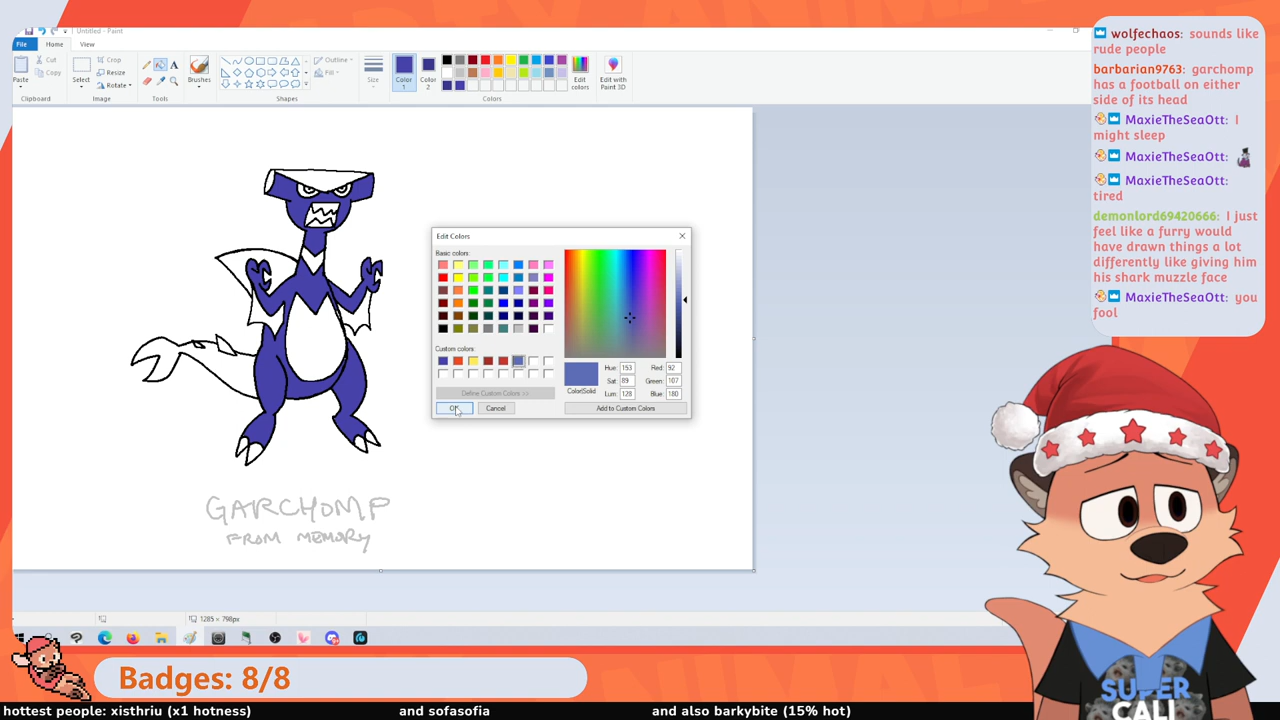 Untitled - Paint
File Home View
Paste
Cut
Copy
Clipboard
Select
Crop
Resize
Rotate
Image
A
Tools
Brushes
Outline
Fill
Shapes
Size
Color 1
Color 2
Edit colors
Edit with Paint 3D
Colors
Edit Colors
Basic colors:
Custom colors:
Define Custom Colors >>
OK
Cancel
Color|Solid
Hue: 153
Sat: 89
Lum: 128
Red: 92
Green: 107
Blue: 180
Add to Custom Colors
GARCHOMP
FROM MEMORY
1285 × 798px
wolfechaos: sounds like
rude people
barbarian9763: garchomp
has a football on either
side of its head
MaxieTheSeaOtt: I
might sleep
MaxieTheSeaOtt:
MaxieTheSeaOtt:
tired
demonlord69420666: I just
feel like a furry would
have drawn things a lot
differently like giving him
his shark muzzle face
MaxieTheSeaOtt: you
fool
SUPER
CALI
Badges: 8/8
hottest people: xisthriu (x1 hotness) and sofasofia and also barkybite (15% hot)